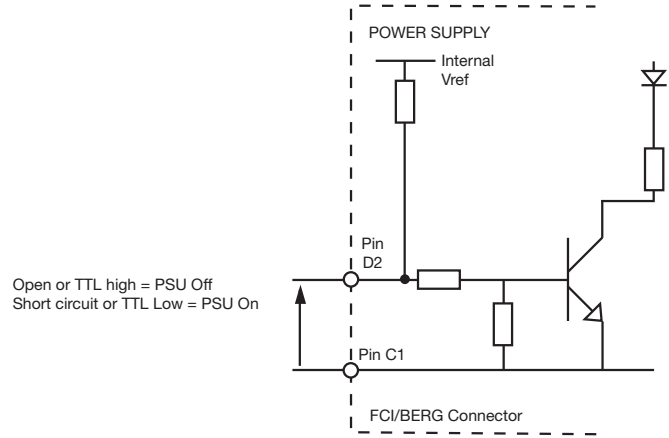 POWER SUPPLY
Internal
Vref
Pin
D2
Open or TTL high = PSU Off
Short circuit or TTL Low = PSU On
Pin C1
FCI/BERG Connector